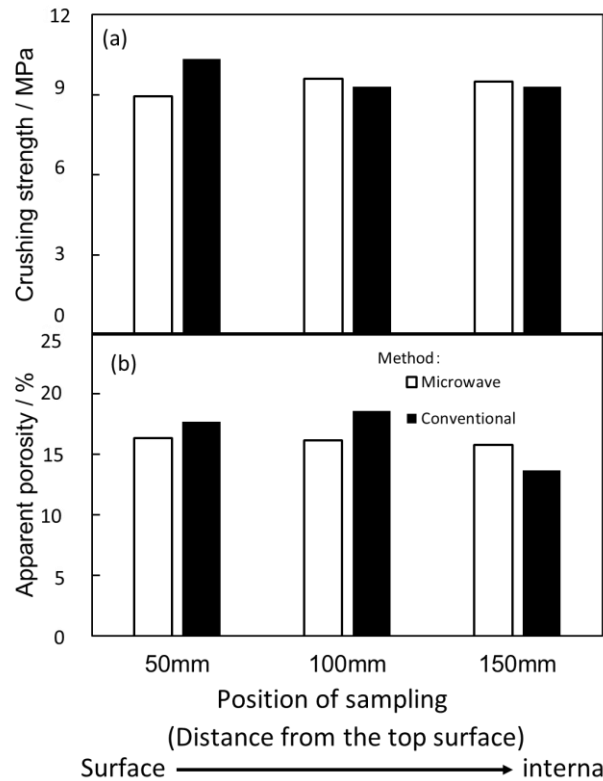 12
(a)
9
6
3
0
Crushing strength / MPa
25
(b)
Method:
Microwave
20
Conventional
15
10
5
0
Apparent porosity / %
50mm 100mm 150mm
Position of sampling
(Distance from the top surface)
Surface interna